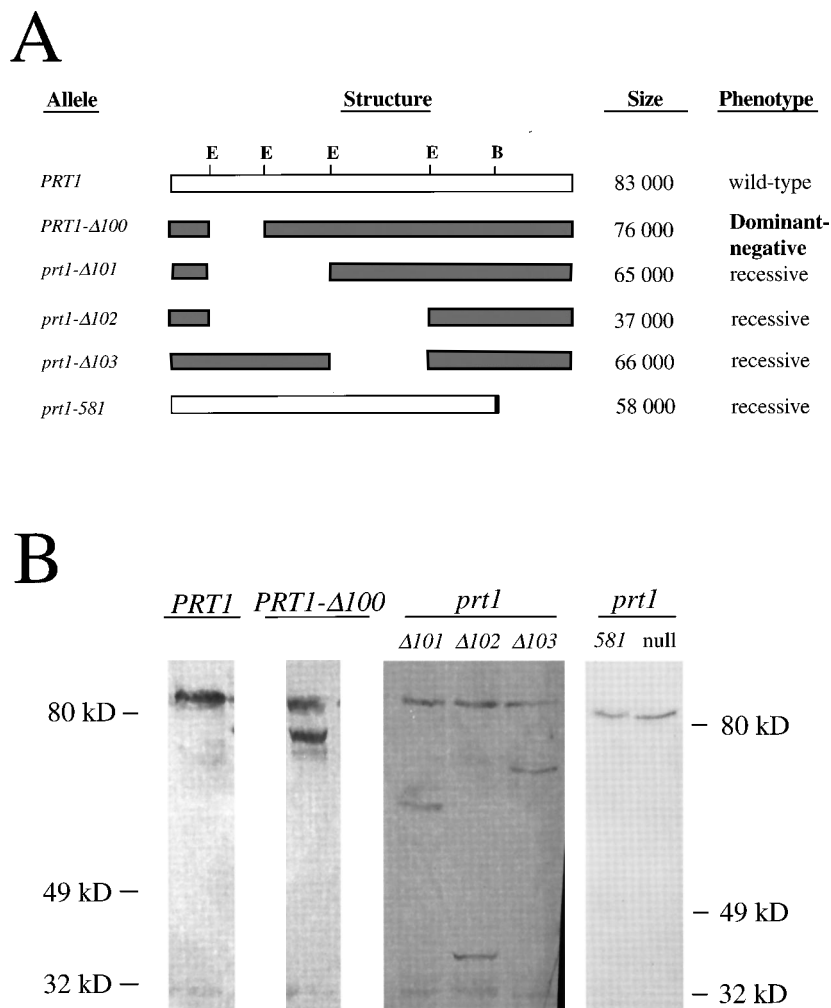 A
Allele Structure Size Phenotype
E E E E B
PRT1 83 000 wild-type
PRT1-Δ100 76 000 Dominant-
negative
prt1-Δ101 65 000 recessive
prt1-Δ102 37 000 recessive
prt1-Δ103 66 000 recessive
prt1-581 58 000 recessive
B
PRT1 PRT1-Δ100 prt1 prt1
Δ101 Δ102 Δ103 581 null
80 kD 80 kD
49 kD 49 kD
32 kD 32 kD